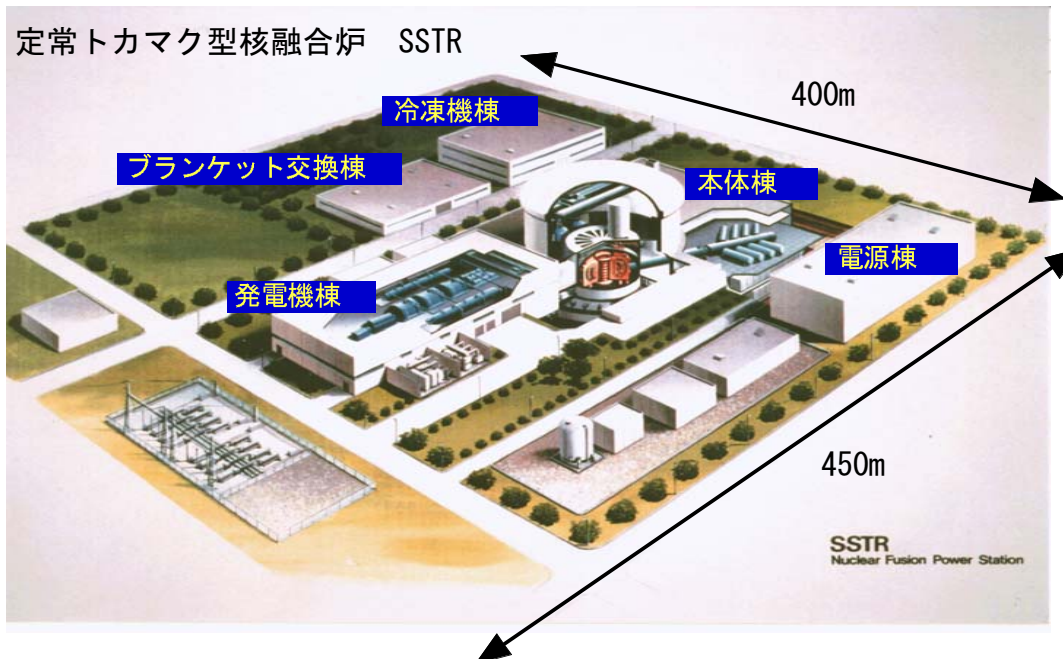 定常トカマク型核融合炉 SSTR
400m
冷凍機棟
ブランケット交換棟
本体棟
電源棟
発電機棟
450m
SSTR
Nuclear Fusion Power Station